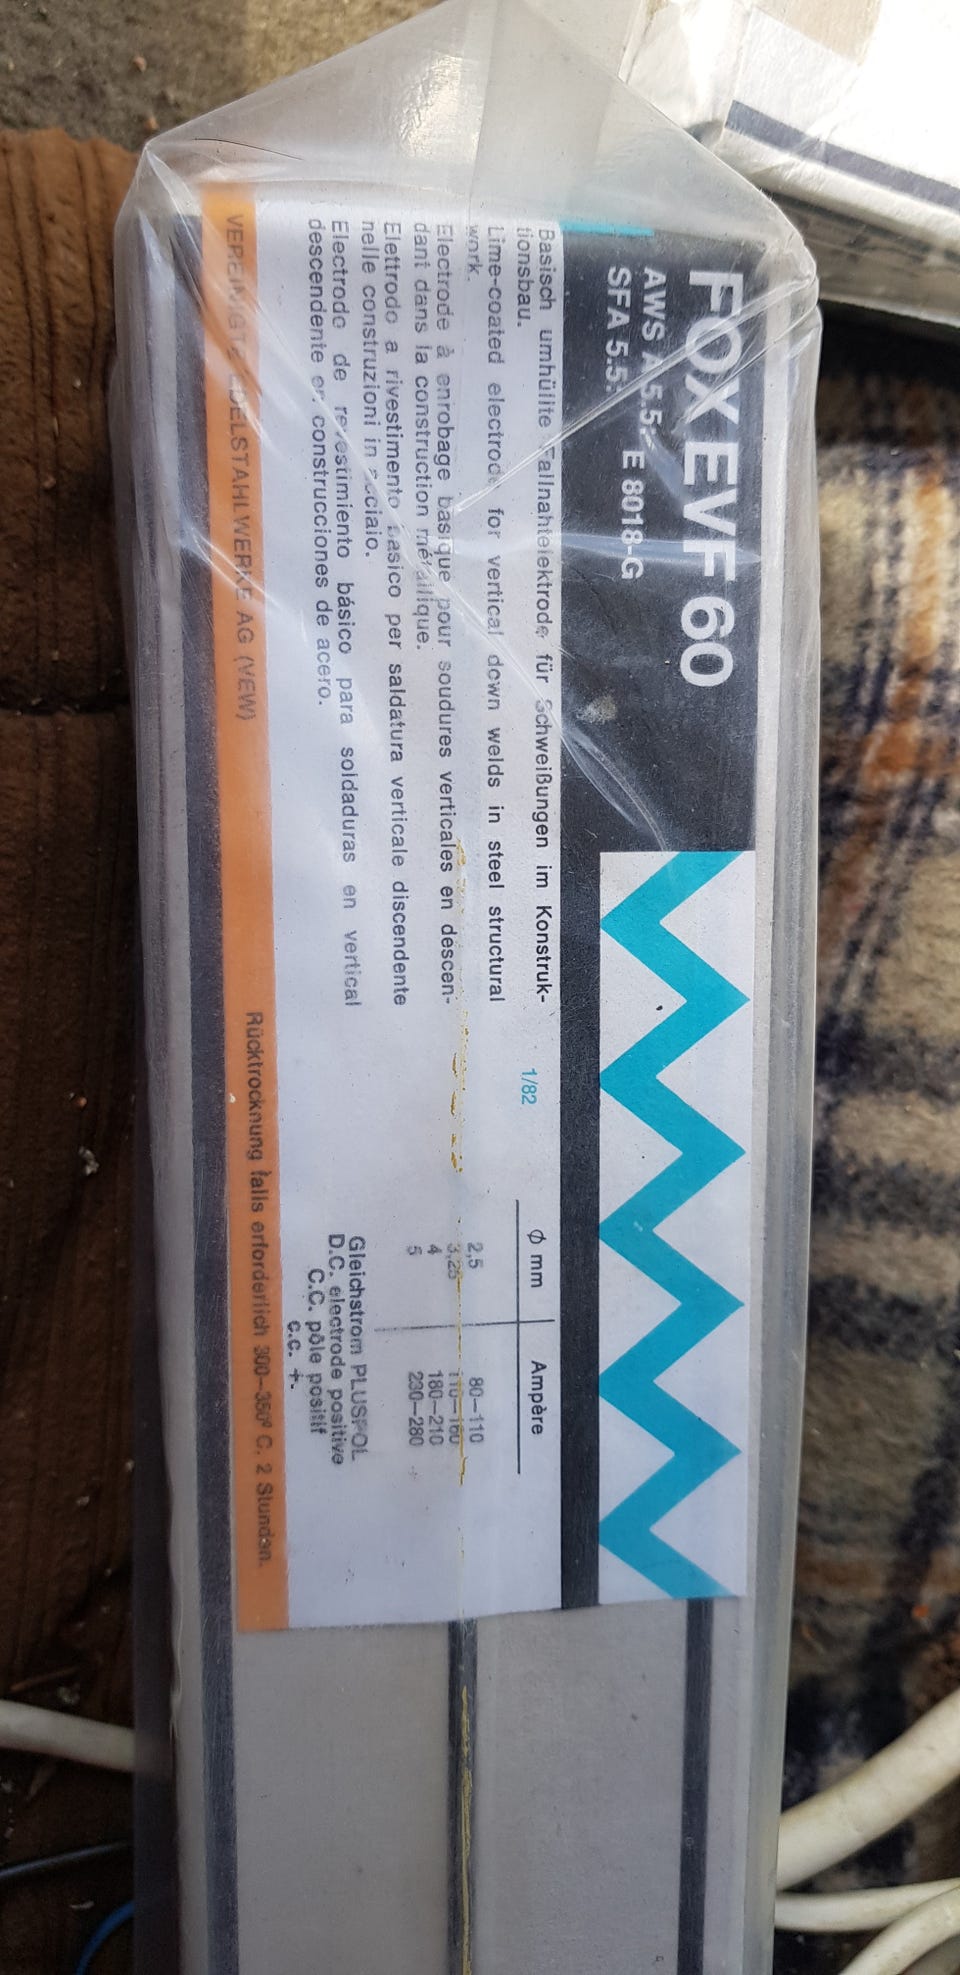 FOX EVF 60
AWS A 5.5.: E 8018-G
SFA 5.5.
Basisch umhüllte Fallnahtelektrode für Schweißungen im Konstruk-
tionsbau.
Lime-coated electrode for vertical down welds in steel structural
work.
Electrode à enrobage basique pour soudures verticales en descen-
dant dans la construction métallique.
Elettrodo a rivestimento basico per saldatura verticale discendente
nelle construzioni in acciaio.
Electrodo de revestimiento básico para soldaduras en vertical
descendente en construcciones de acero.
1/82
Ø mm Ampère
2,5 80–110
3,25 110–160
4 180–210
5 230–280
Gleichstrom PLUSPOL
D.C. electrode positive
C.C. pôle positif
c.c. +.
VEREINIGTE EDELSTAHLWERKE AG (VEW)
Rücktrocknung falls erforderlich 300–350° C. 2 Stunden.